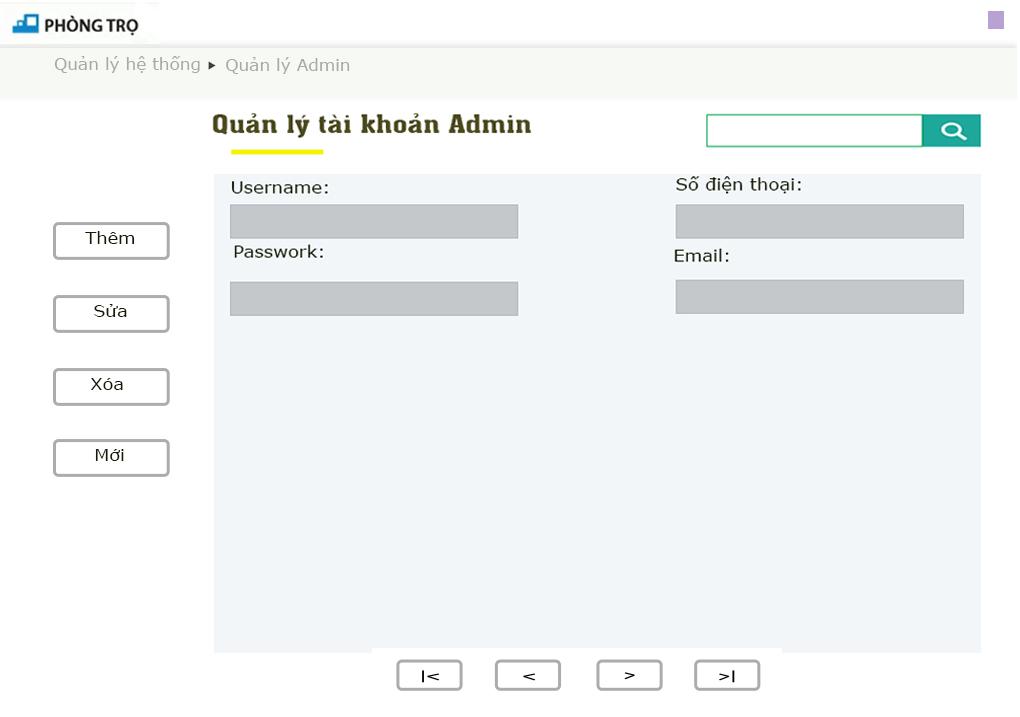 PHÒNG TRỌ
Quản lý hệ thống ▸ Quản lý Admin
Quản lý tài khoản Admin
Username:
Số điện thoại:
Passwork:
Email:
Thêm
Sửa
Xóa
Mới
I< < > >I